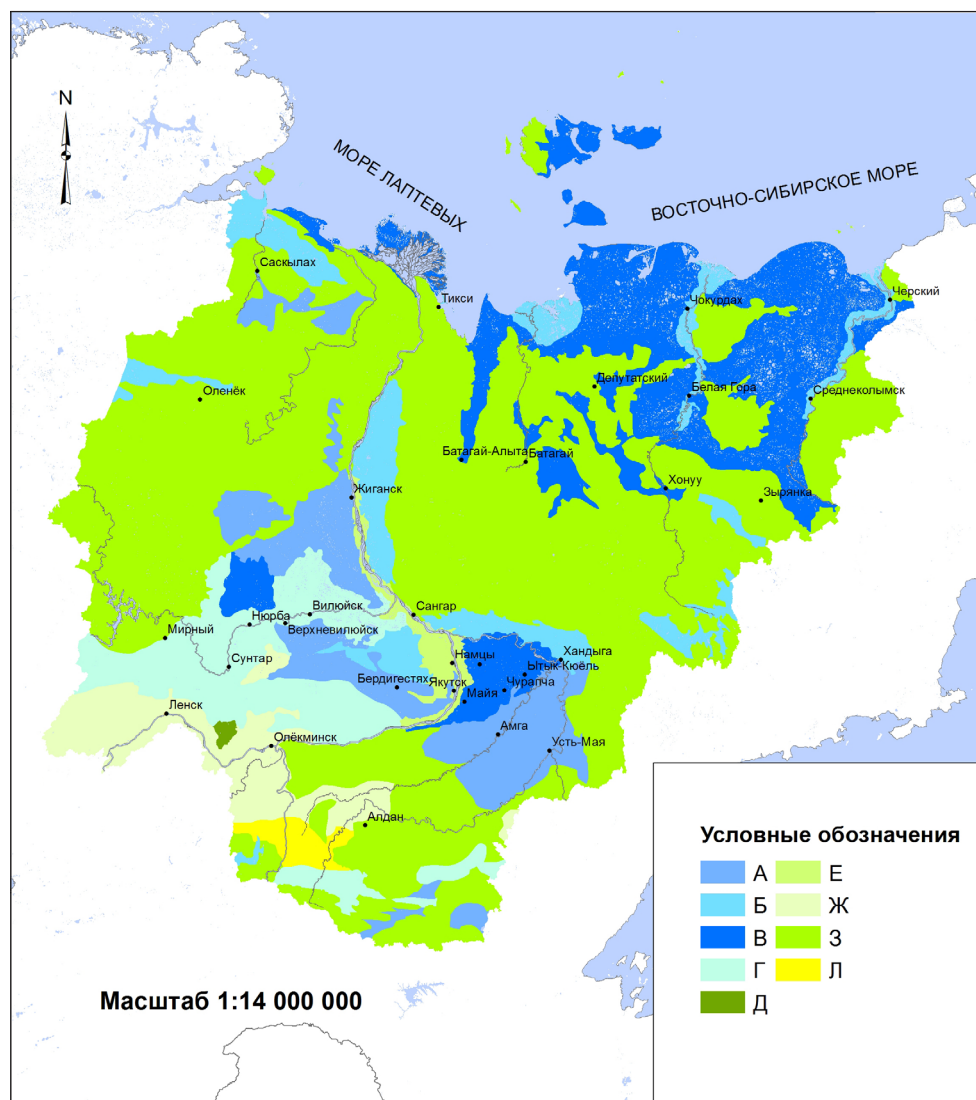 N
МОРЕ ЛАПТЕВЫХ
ВОСТОЧНО-СИБИРСКОЕ МОРЕ
Саскылах
Тикси
Чокурдах
Черский
Оленёк
Депутатский
Белая Гора
Среднеколымск
Батагай-Алыта
Батагай
Жиганск
Хонуу
Зырянка
Сангар
Вилюйск
Нюрба
Верхневилюйск
Мирный
Сунтар
Намцы
Хандыга
Ытык-Кюёль
Бердигестях
Якутск
Чурапча
Майя
Ленск
Олёкминск
Амга
Усть-Мая
Алдан
Условные обозначения
А Е
Б Ж
В З
Г Л
Д
Масштаб 1:14 000 000